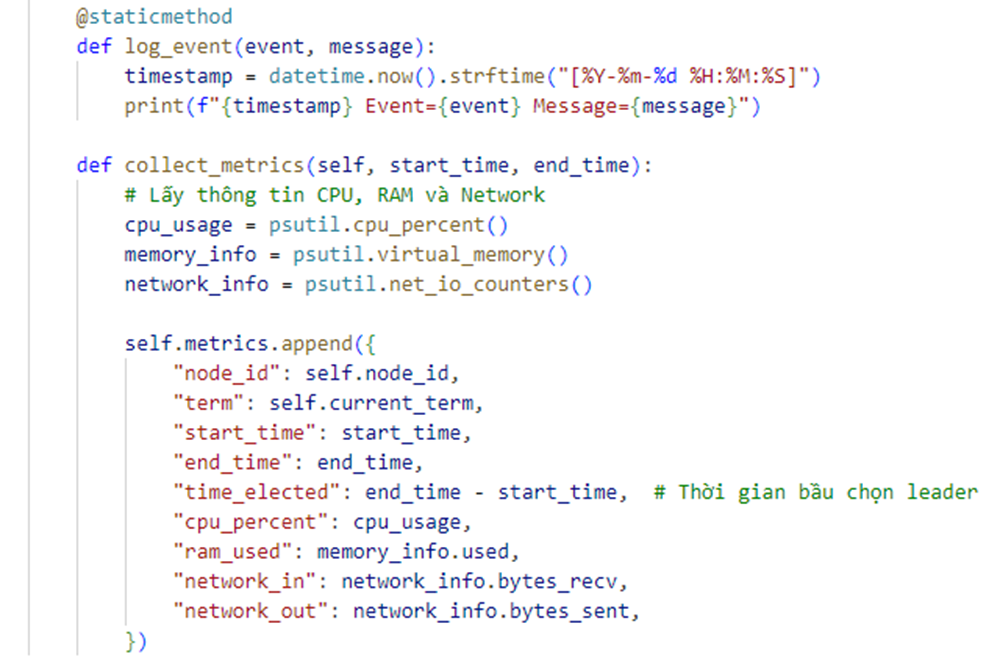 @staticmethod
def log_event(event, message):
    timestamp = datetime.now().strftime("[%Y-%m-%d %H:%M:%S]")
    print(f"{timestamp} Event={event} Message={message}")

def collect_metrics(self, start_time, end_time):
    # Lấy thông tin CPU, RAM và Network
    cpu_usage = psutil.cpu_percent()
    memory_info = psutil.virtual_memory()
    network_info = psutil.net_io_counters()

    self.metrics.append({
        "node_id": self.node_id,
        "term": self.current_term,
        "start_time": start_time,
        "end_time": end_time,
        "time_elected": end_time - start_time,  # Thời gian bầu chọn leader
        "cpu_percent": cpu_usage,
        "ram_used": memory_info.used,
        "network_in": network_info.bytes_recv,
        "network_out": network_info.bytes_sent,
    })